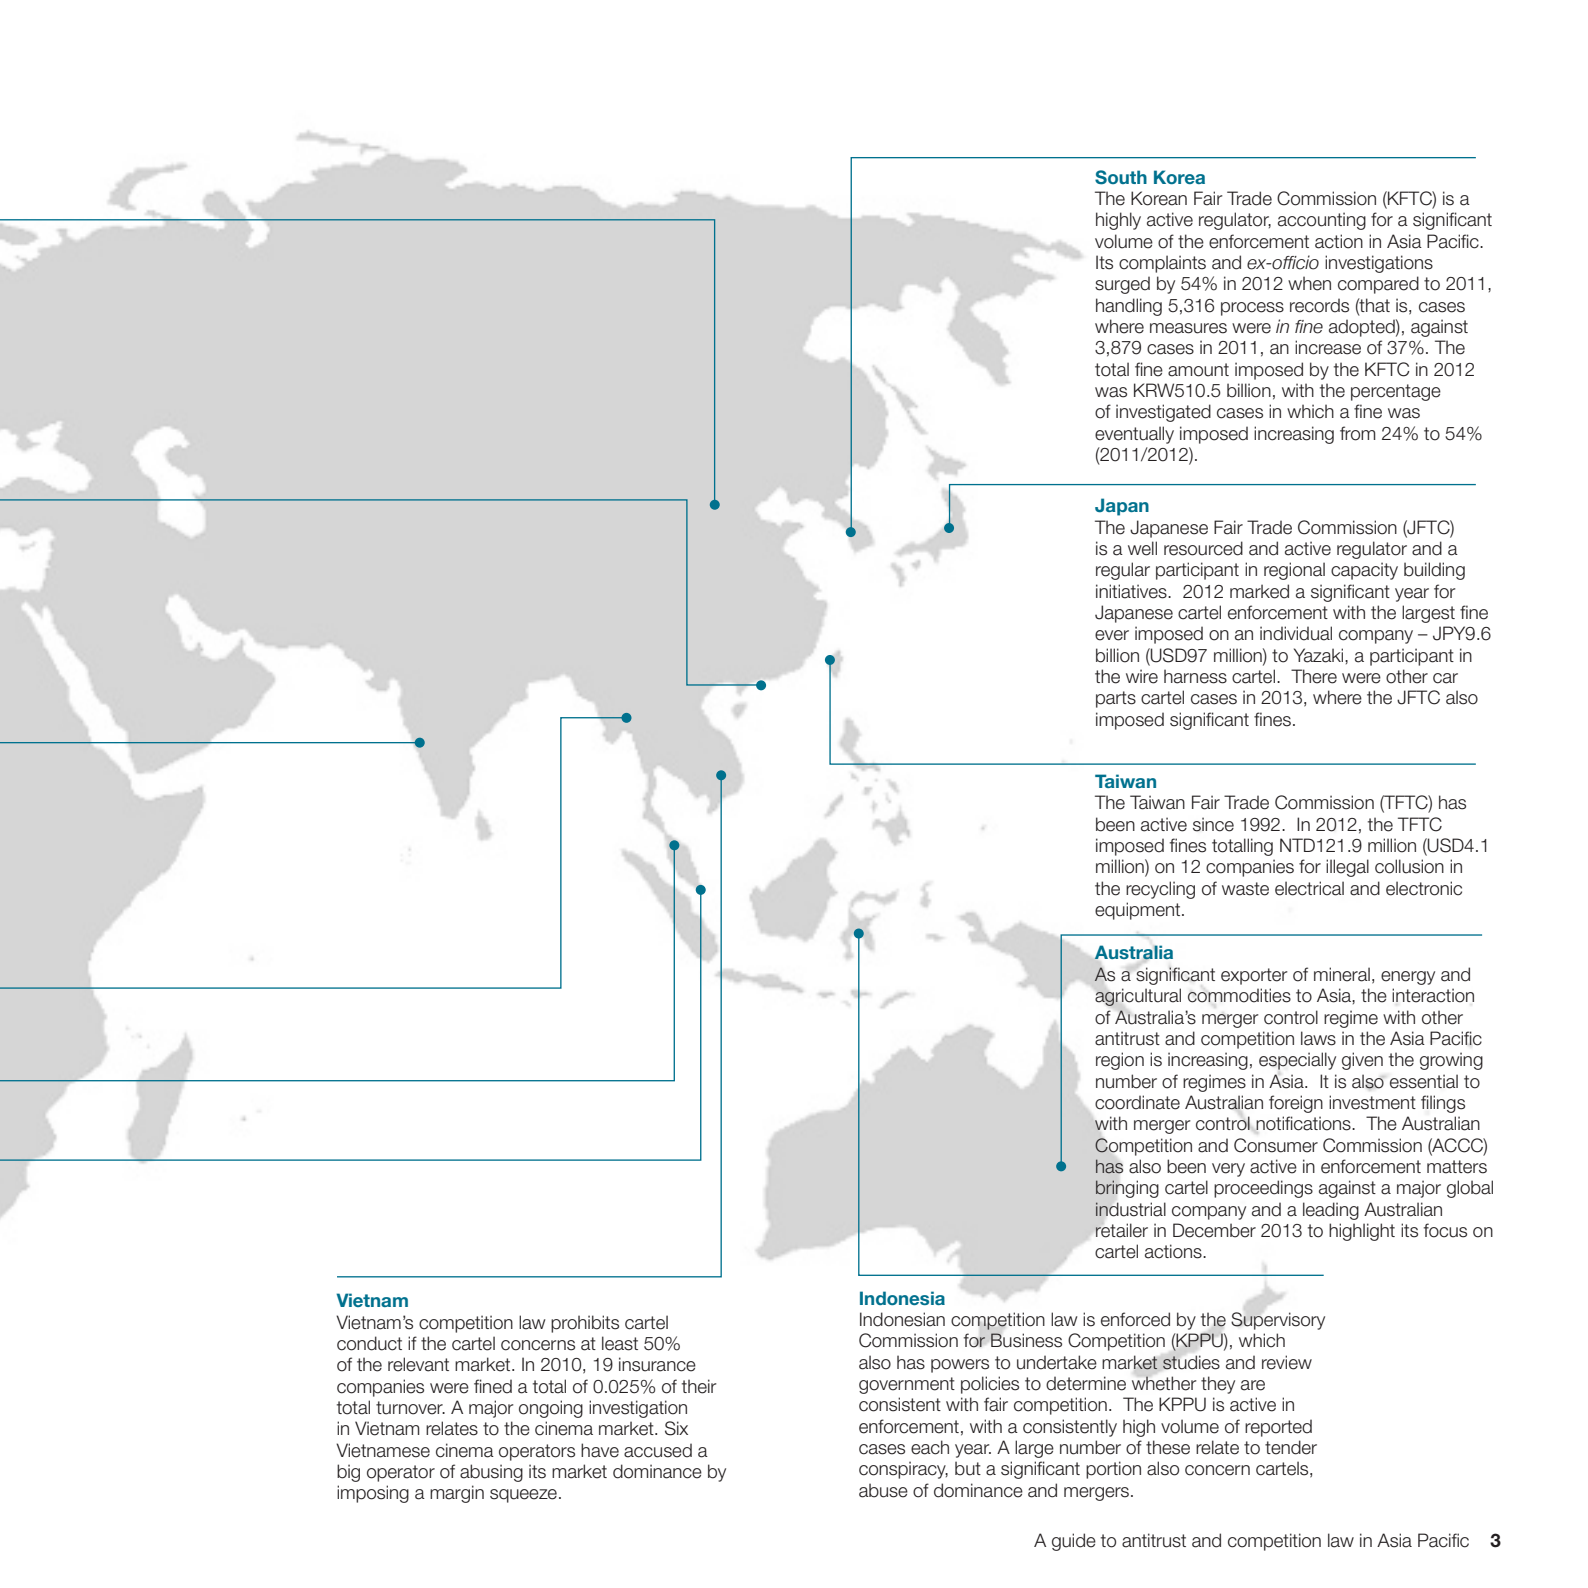 South Korea
The Korean Fair Trade Commission (KFTC) is a
highly active regulator, accounting for a significant
volume of the enforcement action in Asia Pacific.
Its complaints and ex-officio investigations
surged by 54% in 2012 when compared to 2011,
handling 5,316 process records (that is, cases
where measures were in fine adopted), against
3,879 cases in 2011, an increase of 37%. The
total fine amount imposed by the KFTC in 2012
was KRW510.5 billion, with the percentage
of investigated cases in which a fine was
eventually imposed increasing from 24% to 54%
(2011/2012).
Japan
The Japanese Fair Trade Commission (JFTC)
is a well resourced and active regulator and a
regular participant in regional capacity building
initiatives.  2012 marked a significant year for
Japanese cartel enforcement with the largest fine
ever imposed on an individual company – JPY9.6
billion (USD97 million) to Yazaki, a participant in
the wire harness cartel.  There were other car
parts cartel cases in 2013, where the JFTC also
imposed significant fines.
Taiwan
The Taiwan Fair Trade Commission (TFTC) has
been active since 1992.  In 2012, the TFTC
imposed fines totalling NTD121.9 million (USD4.1
million) on 12 companies for illegal collusion in
the recycling of waste electrical and electronic
equipment.
Australia
As a significant exporter of mineral, energy and
agricultural commodities to Asia, the interaction
of Australia's merger control regime with other
antitrust and competition laws in the Asia Pacific
region is increasing, especially given the growing
number of regimes in Asia.  It is also essential to
coordinate Australian foreign investment filings
with merger control notifications.  The Australian
Competition and Consumer Commission (ACCC)
has also been very active in enforcement matters
bringing cartel proceedings against a major global
industrial company and a leading Australian
retailer in December 2013 to highlight its focus on
cartel actions.
Vietnam
Vietnam's competition law prohibits cartel
conduct if the cartel concerns at least 50%
of the relevant market. In 2010, 19 insurance
companies were fined a total of 0.025% of their
total turnover. A major ongoing investigation
in Vietnam relates to the cinema market. Six
Vietnamese cinema operators have accused a
big operator of abusing its market dominance by
imposing a margin squeeze.
Indonesia
Indonesian competition law is enforced by the Supervisory
Commission for Business Competition (KPPU), which
also has powers to undertake market studies and review
government policies to determine whether they are
consistent with fair competition.  The KPPU is active in
enforcement, with a consistently high volume of reported
cases each year. A large number of these relate to tender
conspiracy, but a significant portion also concern cartels,
abuse of dominance and mergers.
A guide to antitrust and competition law in Asia Pacific 3